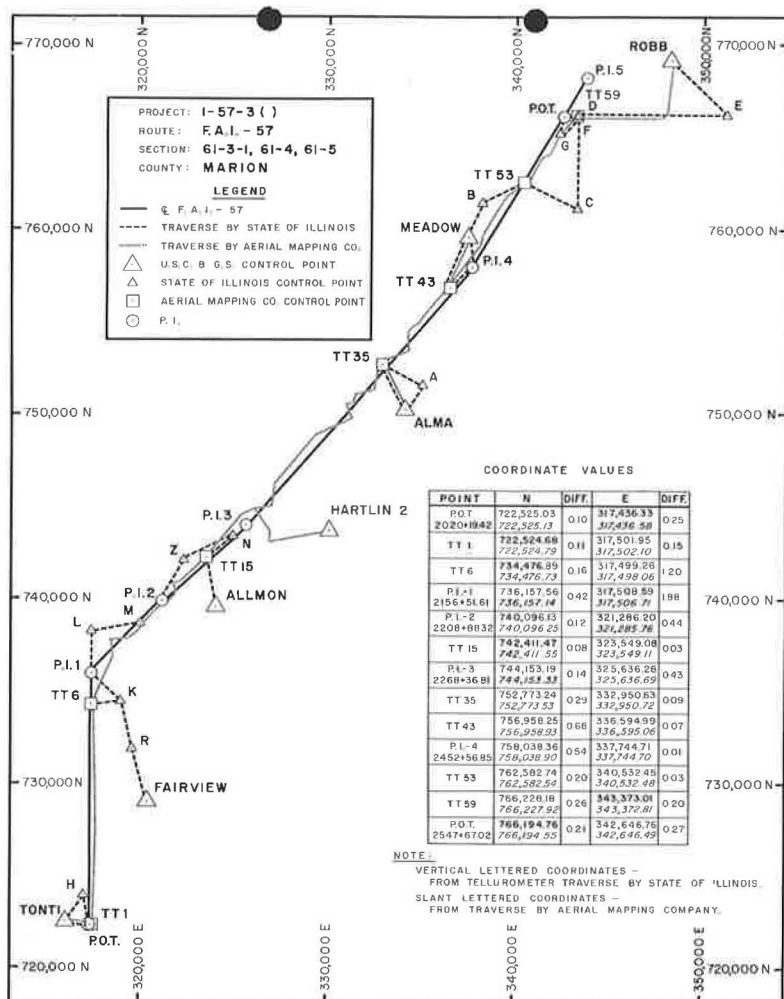 320,000 N
330,000 N
340,000 N
350,000 N
770,000 N
770,000 N
ROBB
P.I.5
TT59
P.O.T.
D
E
F
G
PROJECT: I-57-3 ( )
ROUTE: F.A.I.-57
SECTION: 61-3-1, 61-4, 61-5
COUNTY: MARION
LEGEND
℄ F.A.I.-57
TRAVERSE BY STATE OF ILLINOIS
TRAVERSE BY AERIAL MAPPING CO.
U.S.C. & G.S. CONTROL POINT
STATE OF ILLINOIS CONTROL POINT
AERIAL MAPPING CO. CONTROL POINT
P.I.
TT53
B
C
MEADOW
760,000 N
760,000 N
P.I.4
TT43
TT35
A
ALMA
750,000 N
750,000 N
HARTLIN 2
P.I.3
N
Z
TT15
P.I.2
ALLMON
M
L
740,000 N
740,000 N
P.I.1
TT6
K
R
FAIRVIEW
730,000 N
730,000 N
H
TONTI
TT1
P.O.T.
720,000 N
720,000 N
320,000 E
330,000 E
340,000 E
350,000 E
COORDINATE VALUES
POINT N DIFF. E DIFF.
P.O.T 722,525.03 0.10 317,436.33 0.25
2020+19.42 722,525.13 317,436.58
TT 1 722,524.68 0.11 317,501.95 0.15
722,524.79 317,502.10
TT 6 734,476.89 0.16 317,499.26 1.20
734,476.73 317,498.06
P.I.-1 736,157.56 0.42 317,508.59 1.88
2156+51.61 736,157.14 317,506.71
P.I.-2 740,096.13 0.12 321,286.20 0.44
2208+88.32 740,096.25 321,285.76
TT 15 742,411.47 0.08 323,549.08 0.03
742,411.55 323,549.11
P.I.-3 744,153.19 0.14 325,636.26 0.43
2268+36.81 744,153.33 325,636.69
TT 35 752,773.24 0.29 332,950.63 0.09
752,773.53 332,950.72
TT 43 756,958.25 0.68 336,594.99 0.07
756,958.93 336,595.06
P.I.-4 758,038.36 0.54 337,744.71 0.01
2452+56.85 758,038.90 337,744.70
TT 53 762,582.74 0.20 340,532.45 0.03
762,582.54 340,532.48
TT 59 766,228.18 0.26 343,373.01 0.20
766,227.92 343,372.81
P.O.T. 766,194.76 0.21 342,646.76 0.27
2547+67.02 766,194.55 342,646.49
NOTE:
VERTICAL LETTERED COORDINATES –
FROM TELLUROMETER TRAVERSE BY STATE OF ILLINOIS.
SLANT LETTERED COORDINATES –
FROM TRAVERSE BY AERIAL MAPPING COMPANY.